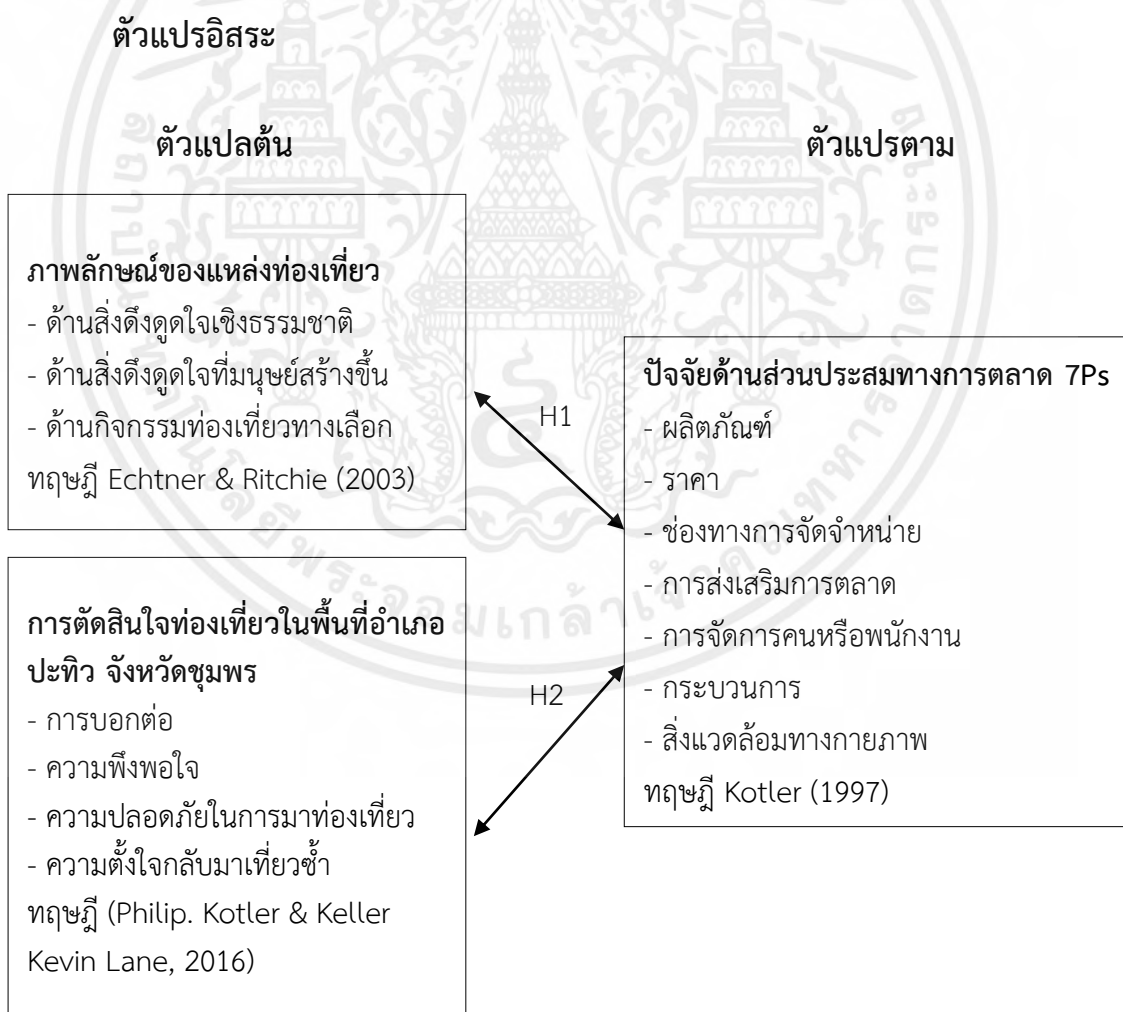 ตัวแปรอิสระ
ตัวแปลต้น
ตัวแปรตาม
ภาพลักษณ์ของแหล่งท่องเที่ยว
- ด้านสิ่งดึงดูดใจเชิงธรรมชาติ
- ด้านสิ่งดึงดูดใจที่มนุษย์สร้างขึ้น
- ด้านกิจกรรมท่องเที่ยวทางเลือก
ทฤษฎี Echtner & Ritchie (2003)
การตัดสินใจท่องเที่ยวในพื้นที่อำเภอ
ปะทิว จังหวัดชุมพร
- การบอกต่อ
- ความพึงพอใจ
- ความปลอดภัยในการมาท่องเที่ยว
- ความตั้งใจกลับมาเที่ยวซ้ำ
ทฤษฎี (Philip. Kotler & Keller
Kevin Lane, 2016)
H1
H2
ปัจจัยด้านส่วนประสมทางการตลาด 7Ps
- ผลิตภัณฑ์
- ราคา
- ช่องทางการจัดจำหน่าย
- การส่งเสริมการตลาด
- การจัดการคนหรือพนักงาน
- กระบวนการ
- สิ่งแวดล้อมทางกายภาพ
ทฤษฎี Kotler (1997)